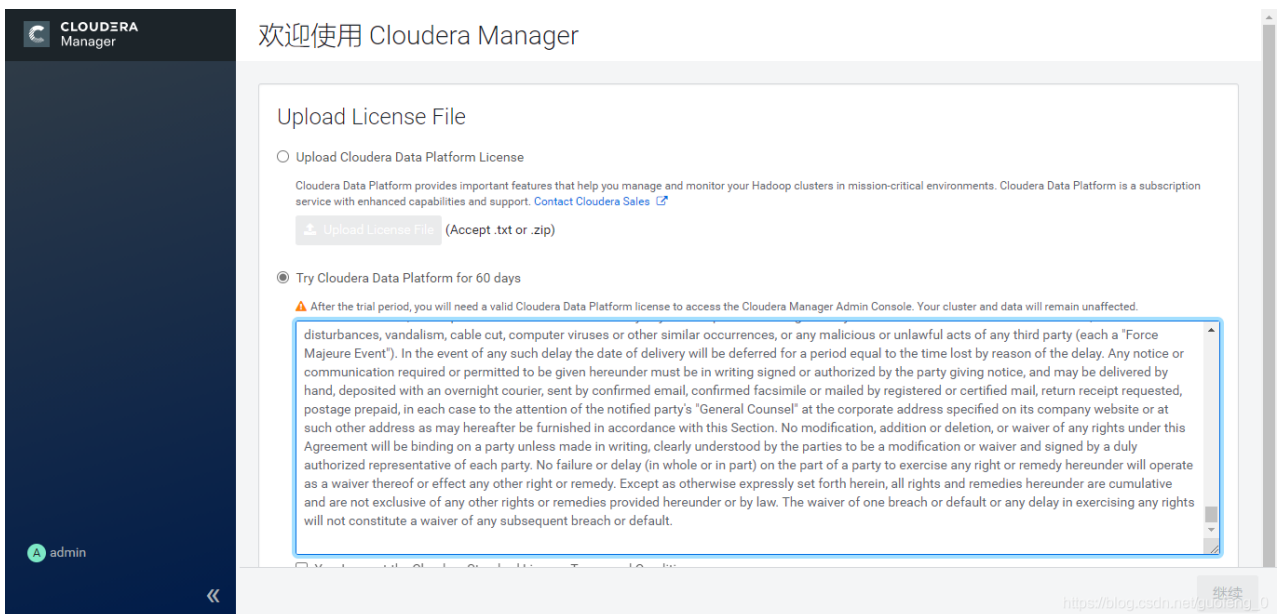 CLOUDERA
Manager
欢迎使用 Cloudera Manager
Upload License File
Upload Cloudera Data Platform License
Cloudera Data Platform provides important features that help you manage and monitor your Hadoop clusters in mission-critical environments. Cloudera Data Platform is a subscription
service with enhanced capabilities and support. Contact Cloudera Sales
Upload License File (Accept .txt or .zip)
Try Cloudera Data Platform for 60 days
After the trial period, you will need a valid Cloudera Data Platform license to access the Cloudera Manager Admin Console. Your cluster and data will remain unaffected.
disturbances, vandalism, cable cut, computer viruses or other similar occurrences, or any malicious or unlawful acts of any third party (each a "Force
Majeure Event"). In the event of any such delay the date of delivery will be deferred for a period equal to the time lost by reason of the delay. Any notice or
communication required or permitted to be given hereunder must be in writing signed or authorized by the party giving notice, and may be delivered by
hand, deposited with an overnight courier, sent by confirmed email, confirmed facsimile or mailed by registered or certified mail, return receipt requested,
postage prepaid, in each case to the attention of the notified party's "General Counsel" at the corporate address specified on its company website or at
such other address as may hereafter be furnished in accordance with this Section. No modification, addition or deletion, or waiver of any rights under this
Agreement will be binding on a party unless made in writing, clearly understood by the parties to be a modification or waiver and signed by a duly
authorized representative of each party. No failure or delay (in whole or in part) on the part of a party to exercise any right or remedy hereunder will operate
as a waiver thereof or effect any other right or remedy. Except as otherwise expressly set forth herein, all rights and remedies hereunder are cumulative
and are not exclusive of any other rights or remedies provided hereunder or by law. The waiver of one breach or default or any delay in exercising any rights
will not constitute a waiver of any subsequent breach or default.
A admin
继续
https://blog.csdn.net/guofeng_0